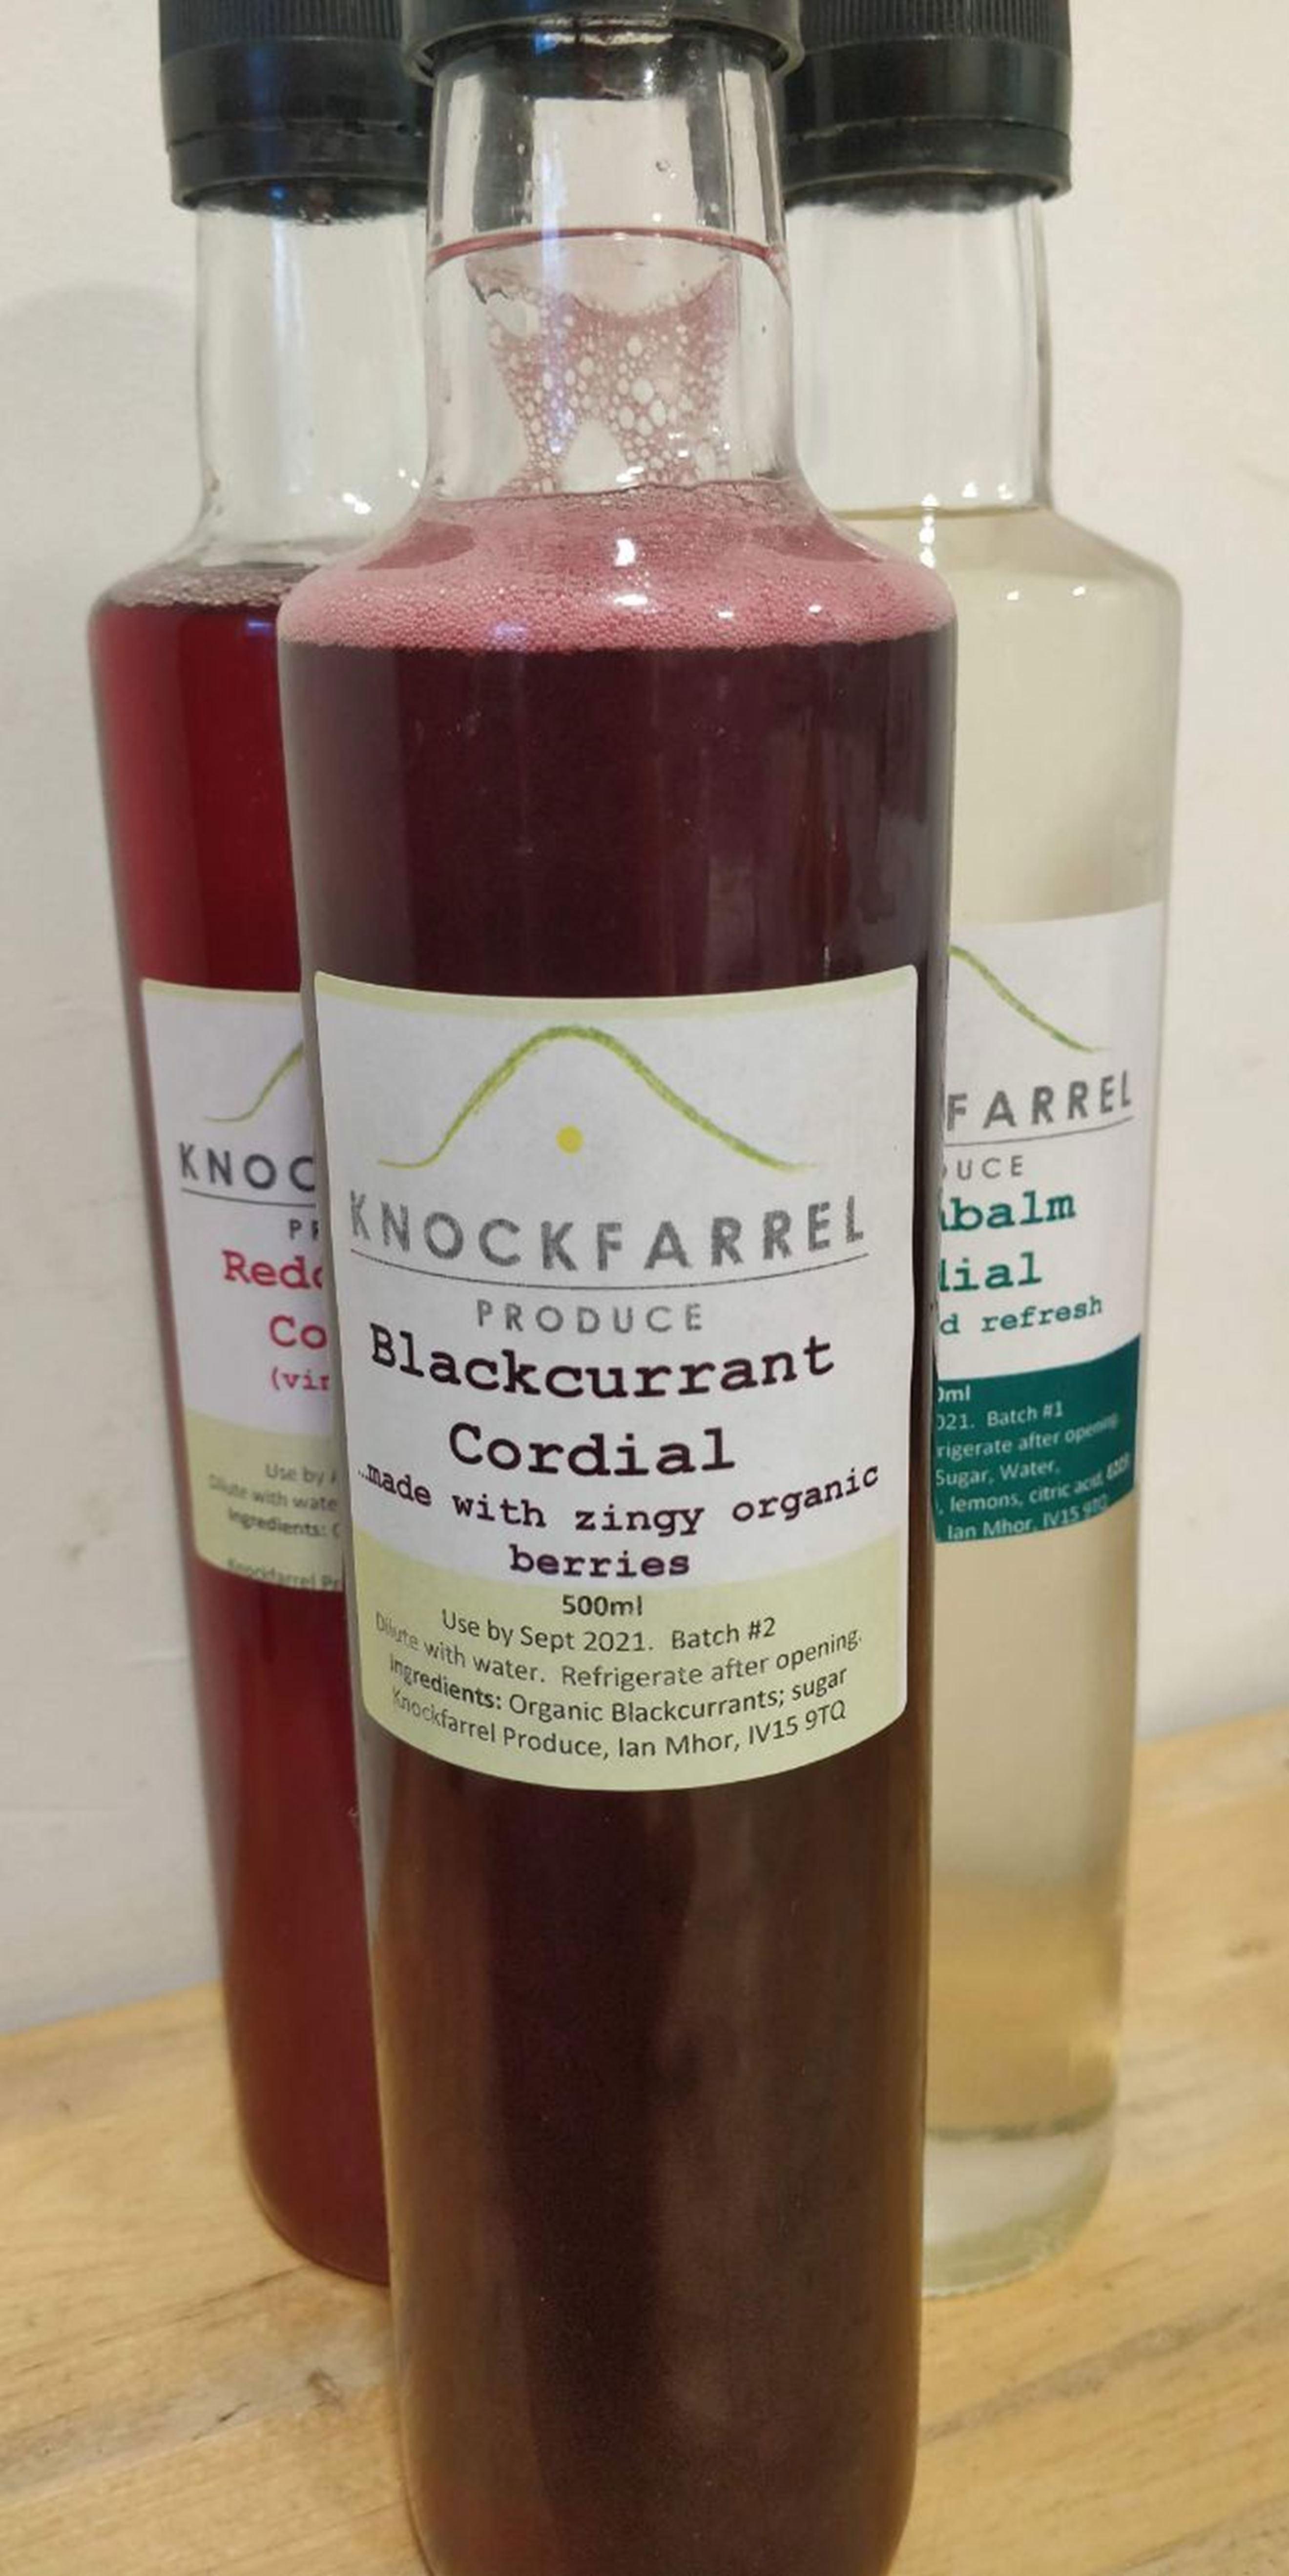 KNOCKFARREL
PRODUCE
Blackcurrant
Cordial
…made with zingy organic
berries
500ml
Use by Sept 2021. Batch #2
Dilute with water. Refrigerate after opening.
Ingredients: Organic Blackcurrants; sugar
Knockfarrel Produce, Ian Mhor, IV15 9TQ
KNOC
Redc
Co
(vir
Use by
Dilute with wate
Ingredients:
Knockfarrel Pr
FARREL
UCE
balm
dial
d refresh
0ml
021. Batch #1
rigerate after opening.
Sugar, Water,
, lemons, citric acid,
Ian Mhor, IV15 9TQ